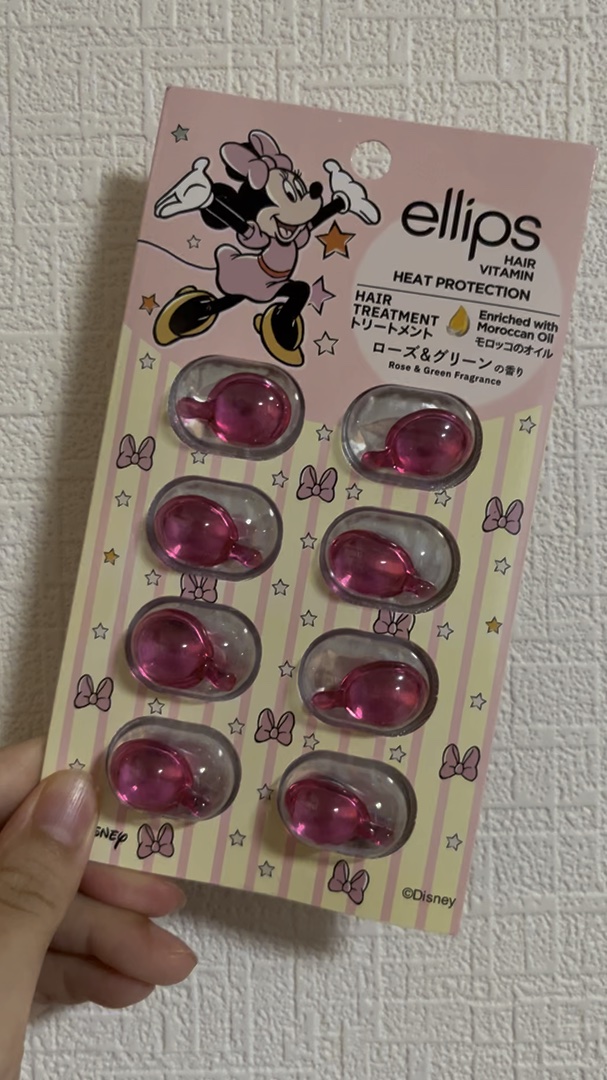 ellips
HAIR
VITAMIN
HEAT PROTECTION
HAIR
TREATMENT
トリートメント
Enriched with
Moroccan Oil
モロッコのオイル
ローズ&グリーンの香り
Rose & Green Fragrance
©Disney